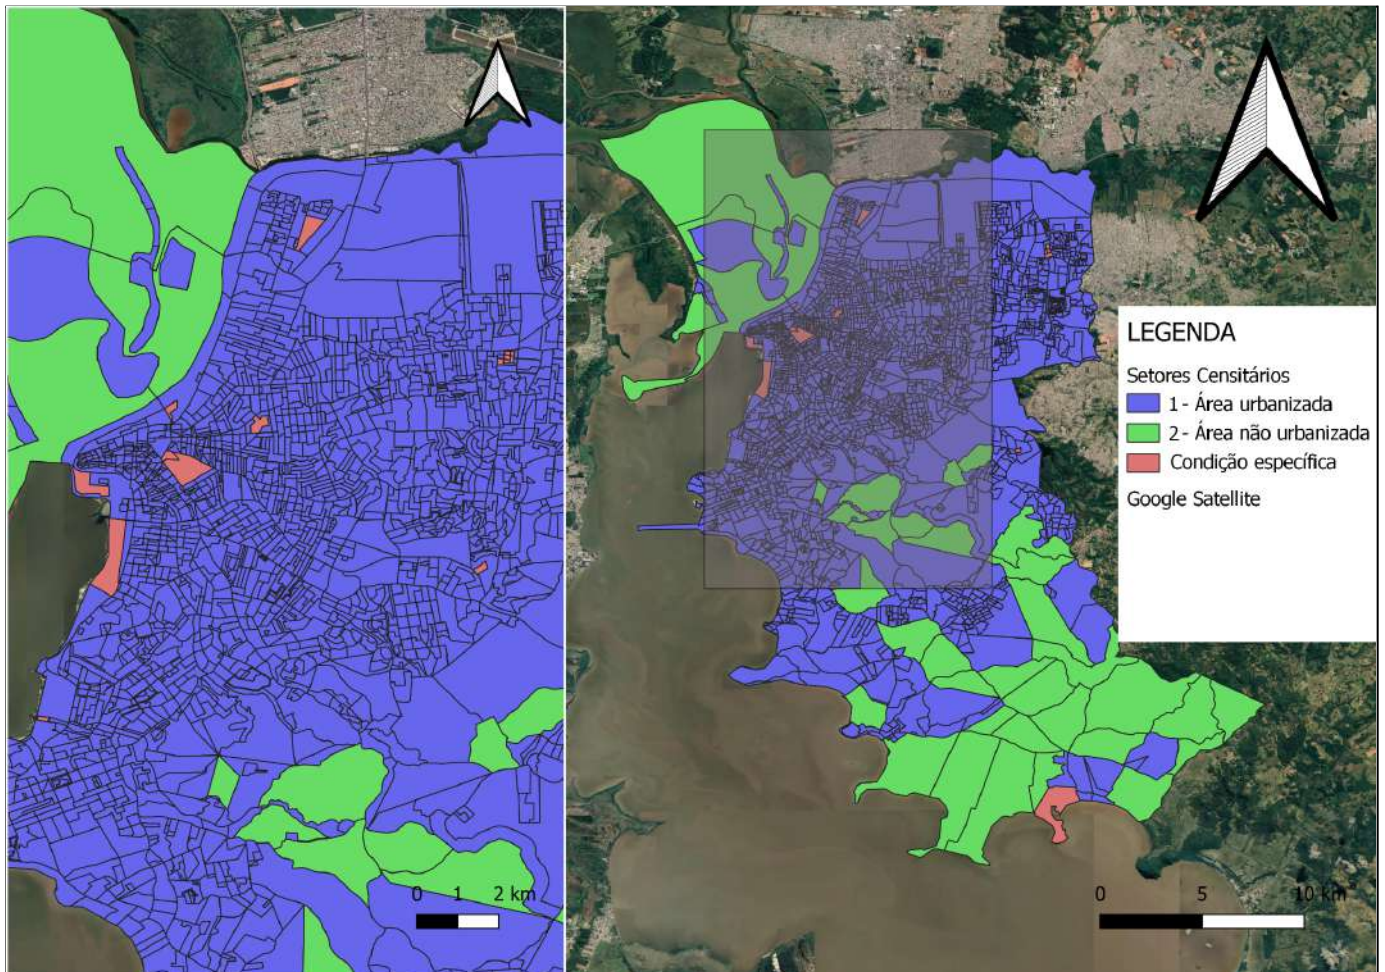 LEGENDA
Setores Censitários
1 - Área urbanizada
2 - Área não urbanizada
Condição específica
Google Satellite
0 1 2 km
0 5 10 km